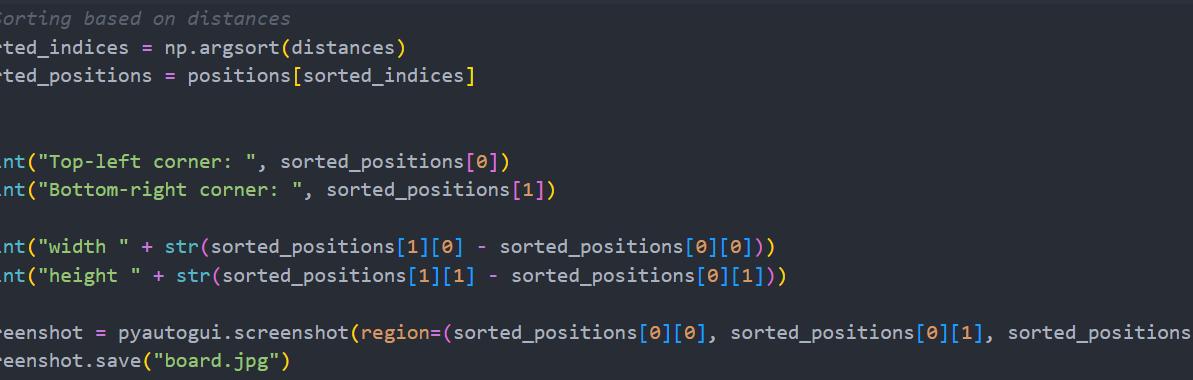 Sorting based on distances
rted_indices = np.argsort(distances)
rted_positions = positions[sorted_indices]
int("Top-left corner: ", sorted_positions[0])
int("Bottom-right corner: ", sorted_positions[1])
int("width " + str(sorted_positions[1][0] - sorted_positions[0][0]))
int("height " + str(sorted_positions[1][1] - sorted_positions[0][1]))
reenshot = pyautogui.screenshot(region=(sorted_positions[0][0], sorted_positions[0][1], sorted_positions
reenshot.save("board.jpg")